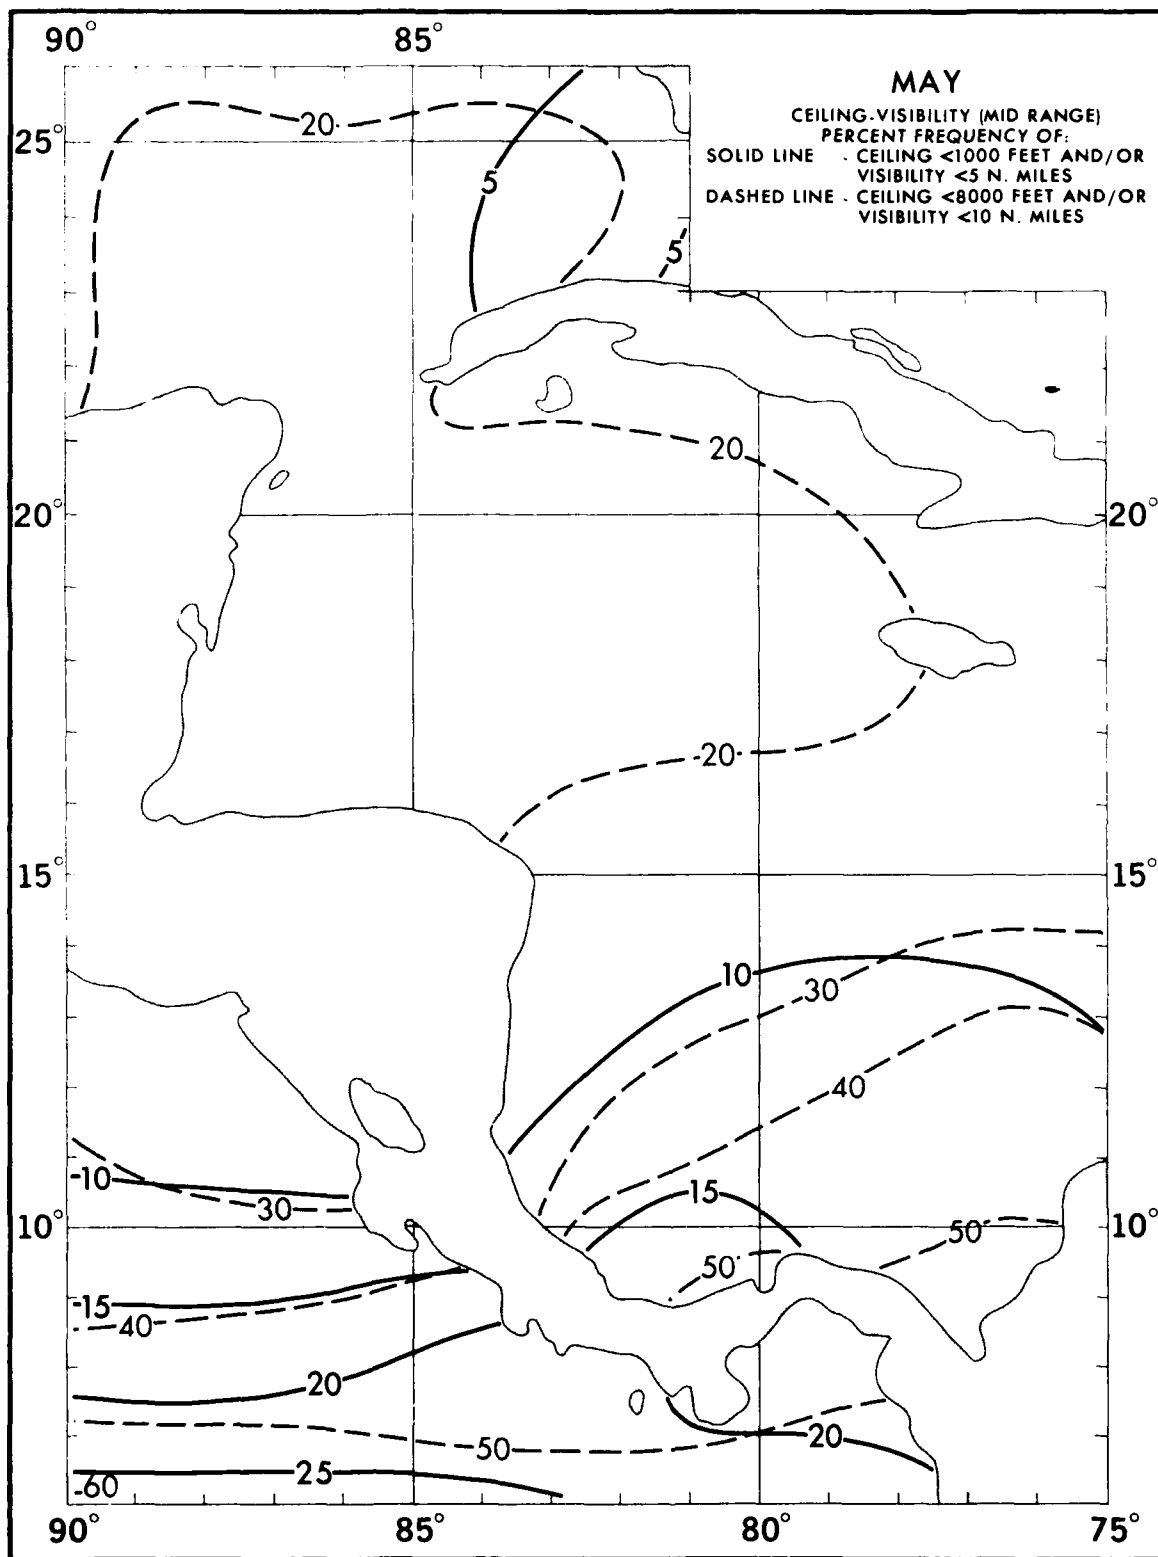 90° 85°
MAY
CEILING-VISIBILITY (MID RANGE)
PERCENT FREQUENCY OF:
SOLID LINE - CEILING <1000 FEET AND/OR
VISIBILITY <5 N. MILES
DASHED LINE - CEILING <8000 FEET AND/OR
VISIBILITY <10 N. MILES
20
25°
5
5
20
20° 20°
20
15° 15°
10
30
40
10
15
30
10° 50 10°
50
15
40
20
50
20
25
60
90° 85° 80° 75°